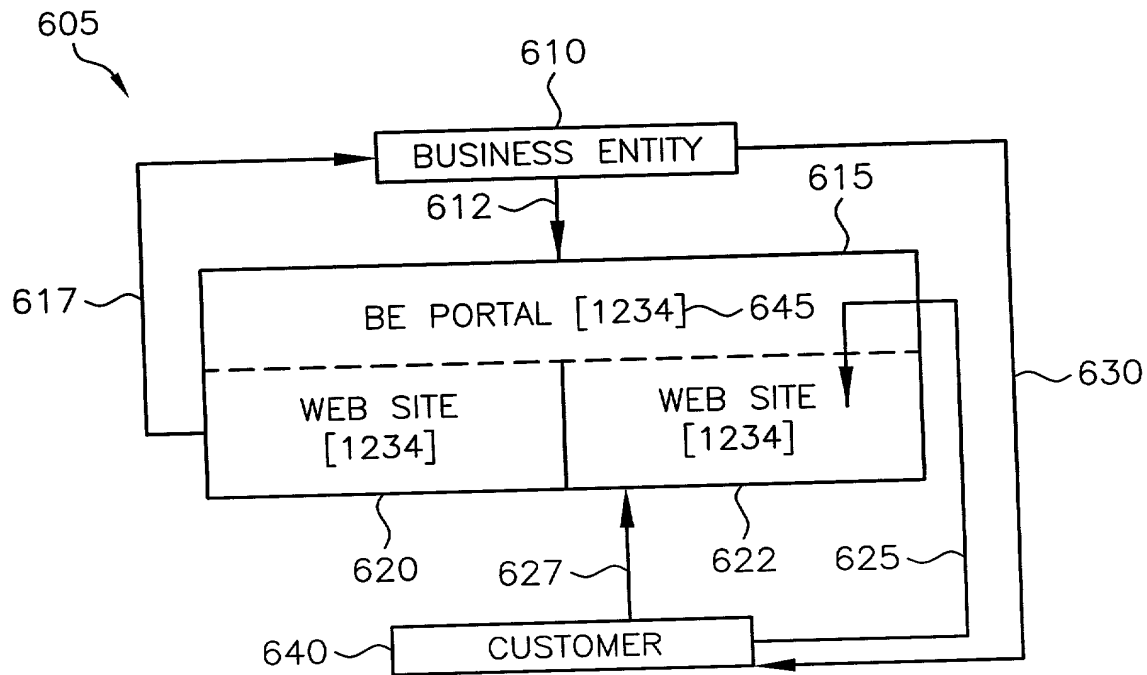 605
610
BUSINESS ENTITY
612
615
617
BE PORTAL [1234] 645
630
WEB SITE
[1234]
WEB SITE
[1234]
620
627
622
625
640
CUSTOMER